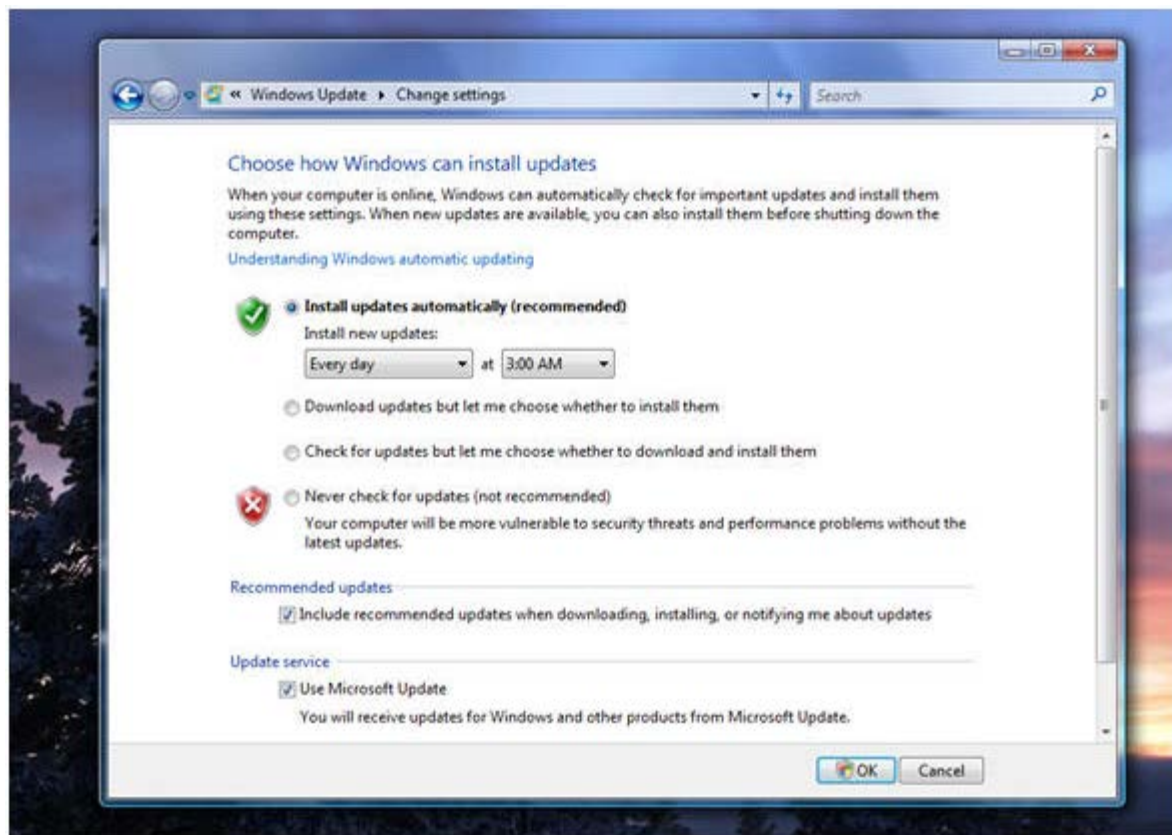 « Windows Update ▸ Change settings
Search
Choose how Windows can install updates
When your computer is online, Windows can automatically check for important updates and install them
using these settings. When new updates are available, you can also install them before shutting down the
computer.
Understanding Windows automatic updating
Install updates automatically (recommended)
Install new updates:
Every day at 3:00 AM
Download updates but let me choose whether to install them
Check for updates but let me choose whether to download and install them
Never check for updates (not recommended)
Your computer will be more vulnerable to security threats and performance problems without the
latest updates.
Recommended updates
Include recommended updates when downloading, installing, or notifying me about updates
Update service
Use Microsoft Update
You will receive updates for Windows and other products from Microsoft Update.
OK Cancel